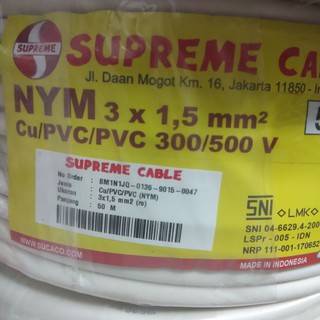 SUPREME
SUPREME CA
Jl. Daan Mogot Km. 16, Jakarta 11850 - In
NYM 3 x 1,5 mm²
Cu/PVC/PVC 300/500 V
SUPREME CABLE
No Order : BM1N1JQ-0136-9015-0047
Jenis : Cu/PVC/PVC (NYM)
Ukuran : 3x1,5 mm2 (re)
Panjang : 50 M
SNI LMK
SNI 04-6629.4-200
LSPr - 005 - IDN
NRP 111-001-170652
MADE IN INDONESIA
WWW.SUCACO.COM